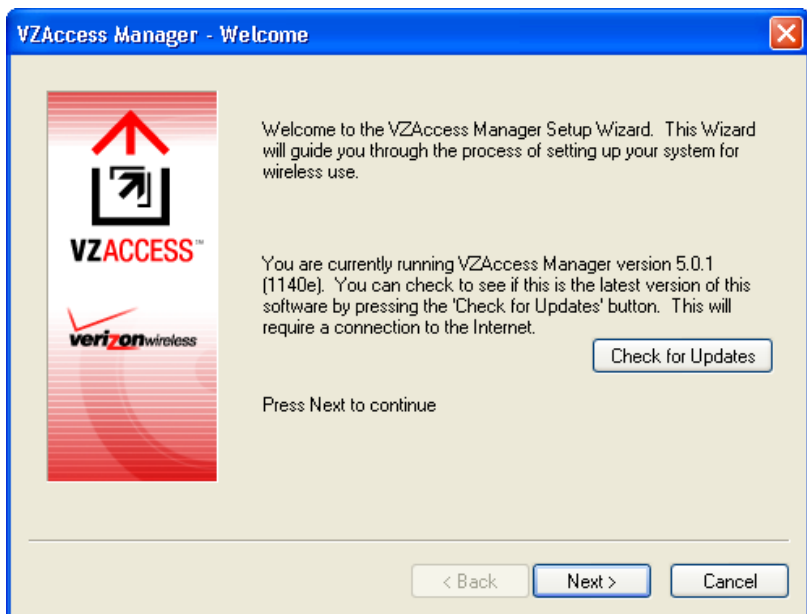 VZAccess Manager - Welcome
VZACCESS™
verizonwireless
Welcome to the VZAccess Manager Setup Wizard. This Wizard
will guide you through the process of setting up your system for
wireless use.
You are currently running VZAccess Manager version 5.0.1
(1140e). You can check to see if this is the latest version of this
software by pressing the 'Check for Updates' button. This will
require a connection to the Internet.
Check for Updates
Press Next to continue
< Back
Next >
Cancel